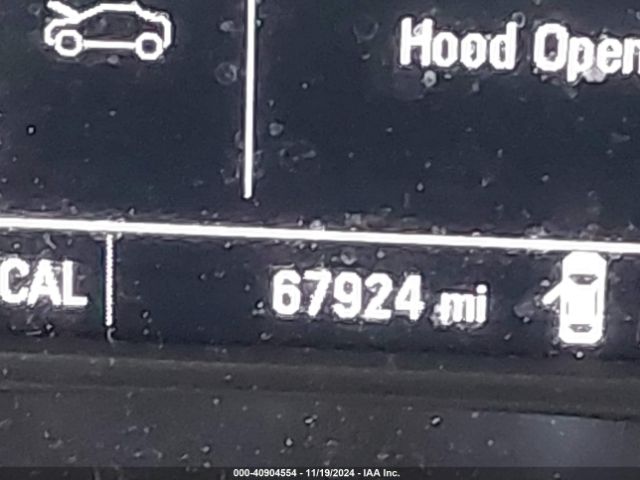 Hood Open
CAL
67924 mi
000-40904554 - 11/19/2024 - IAA Inc.